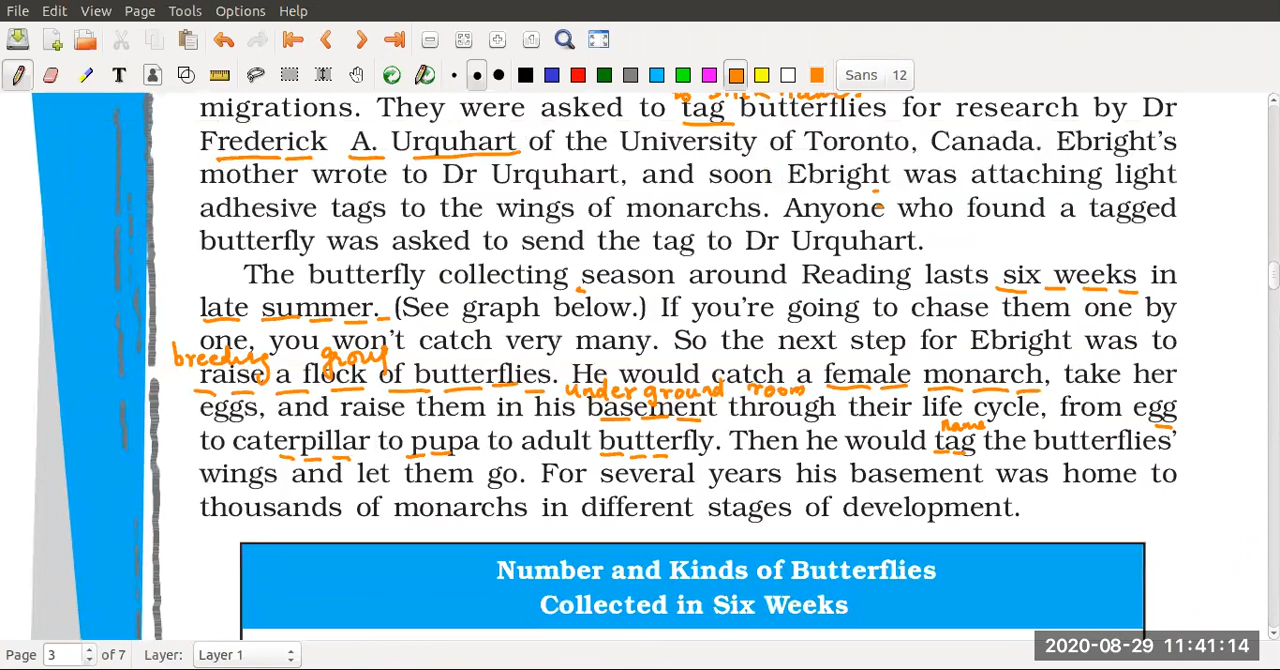 File Edit View Page Tools Options Help
T Sans 12
migrations. They were asked to tag butterflies for research by Dr
Frederick A. Urquhart of the University of Toronto, Canada. Ebright's
mother wrote to Dr Urquhart, and soon Ebright was attaching light
adhesive tags to the wings of monarchs. Anyone who found a tagged
butterfly was asked to send the tag to Dr Urquhart.
The butterfly collecting season around Reading lasts six weeks in
late summer. (See graph below.) If you're going to chase them one by
one, you won't catch very many. So the next step for Ebright was to
breeding group
raise a flock of butterflies. He would catch a female monarch, take her
underground room
eggs, and raise them in his basement through their life cycle, from egg
name
to caterpillar to pupa to adult butterfly. Then he would tag the butterflies'
wings and let them go. For several years his basement was home to
thousands of monarchs in different stages of development.
Number and Kinds of Butterflies
Collected in Six Weeks
Page 3 of 7 Layer: Layer 1
2020-08-29 11:41:14